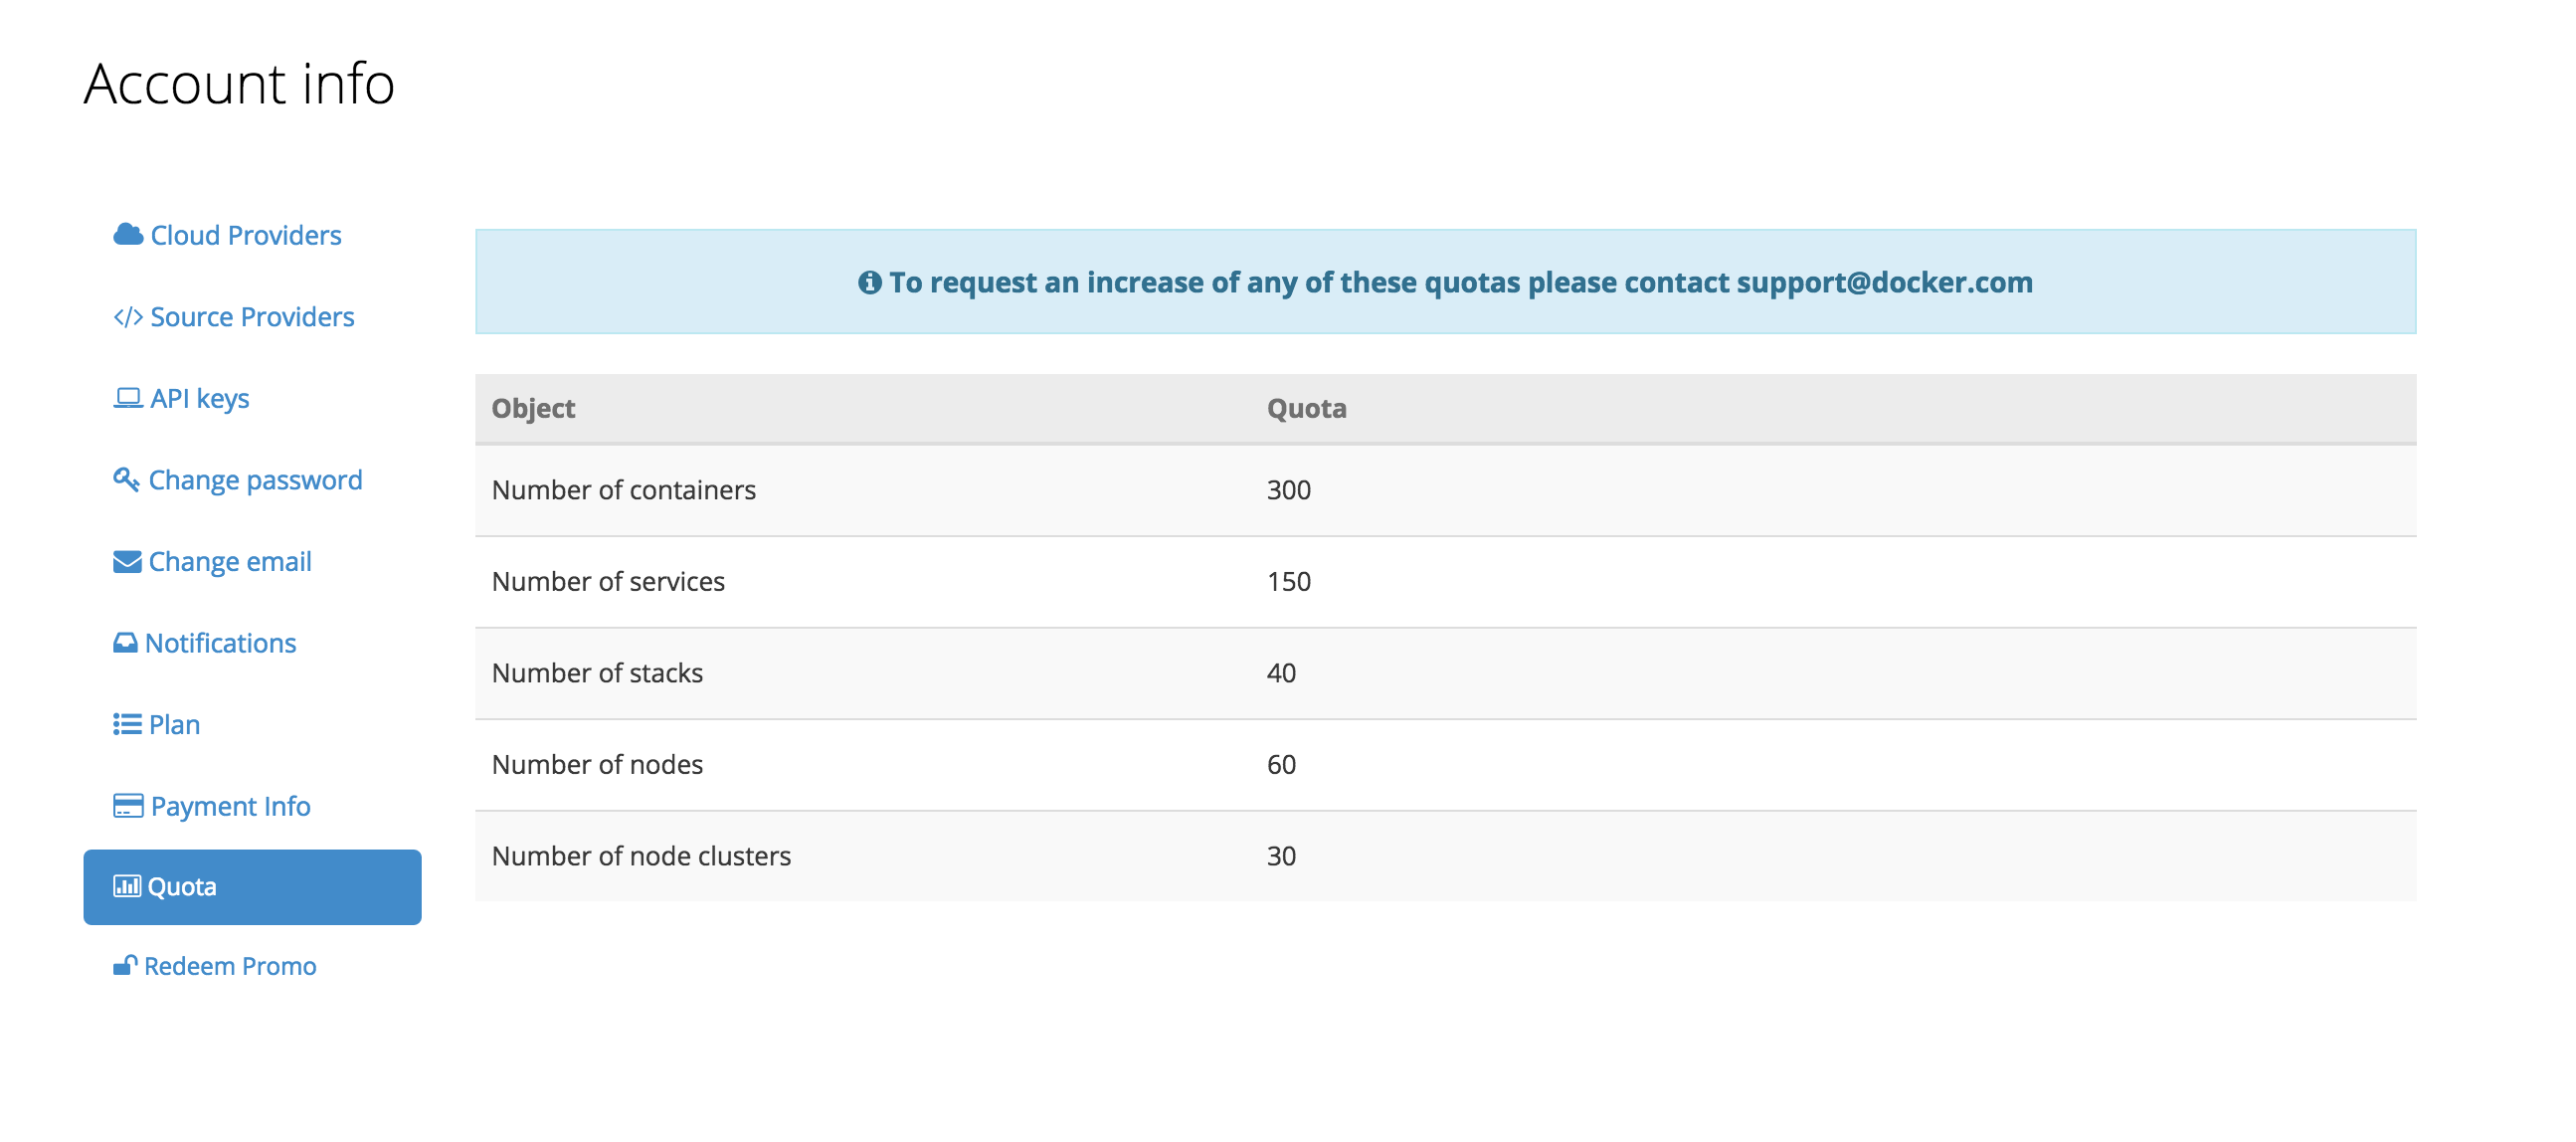 Account info
Cloud Providers
Source Providers
API keys
Change password
Change email
Notifications
Plan
Payment Info
Quota
Redeem Promo
To request an increase of any of these quotas please contact support@docker.com
Object Quota
Number of containers 300
Number of services 150
Number of stacks 40
Number of nodes 60
Number of node clusters 30